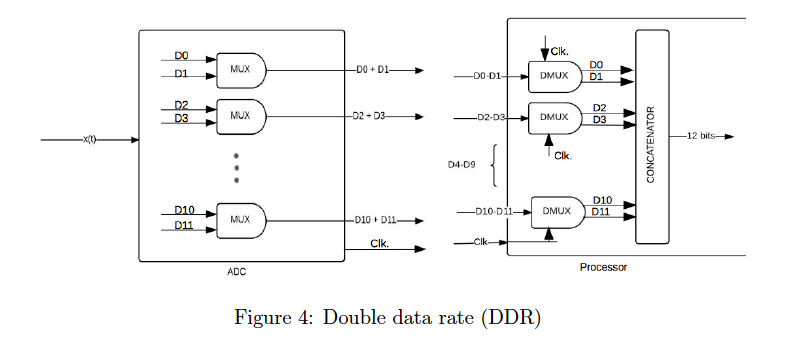 x(t)
D0
D1
MUX
D0 + D1
D2
D3
MUX
D2 + D3
D10
D11
MUX
D10 + D11
Clk.
ADC
D0-D1
Clk.
DMUX
D0
D1
D2-D3
DMUX
D2
D3
Clk.
D4-D9
D10-D11
DMUX
D10
D11
Clk
CONCATENATOR
12 bits
Processor
Figure 4: Double data rate (DDR)